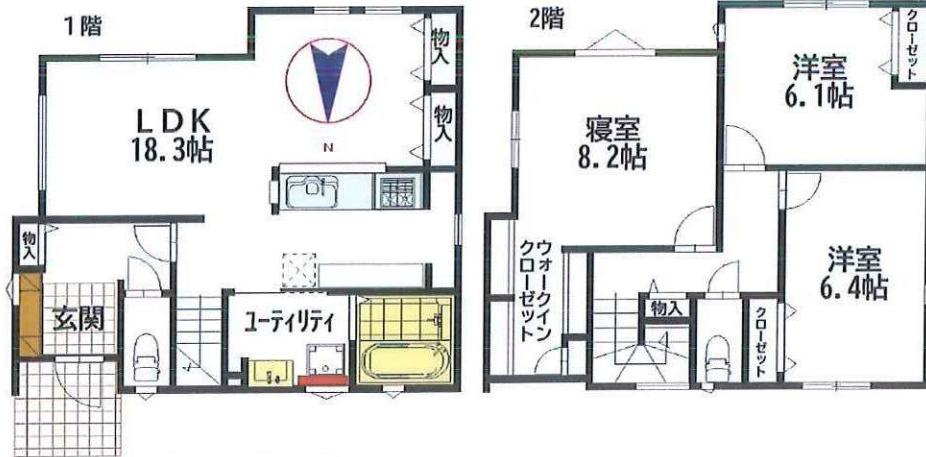 1階
物入
LDK
18.3帖
N
物入
物入
玄関
ユーティリティ
2階
クローゼット
洋室
6.1帖
寝室
8.2帖
ウォークイン
クローゼット
洋室
6.4帖
物入
クローゼット